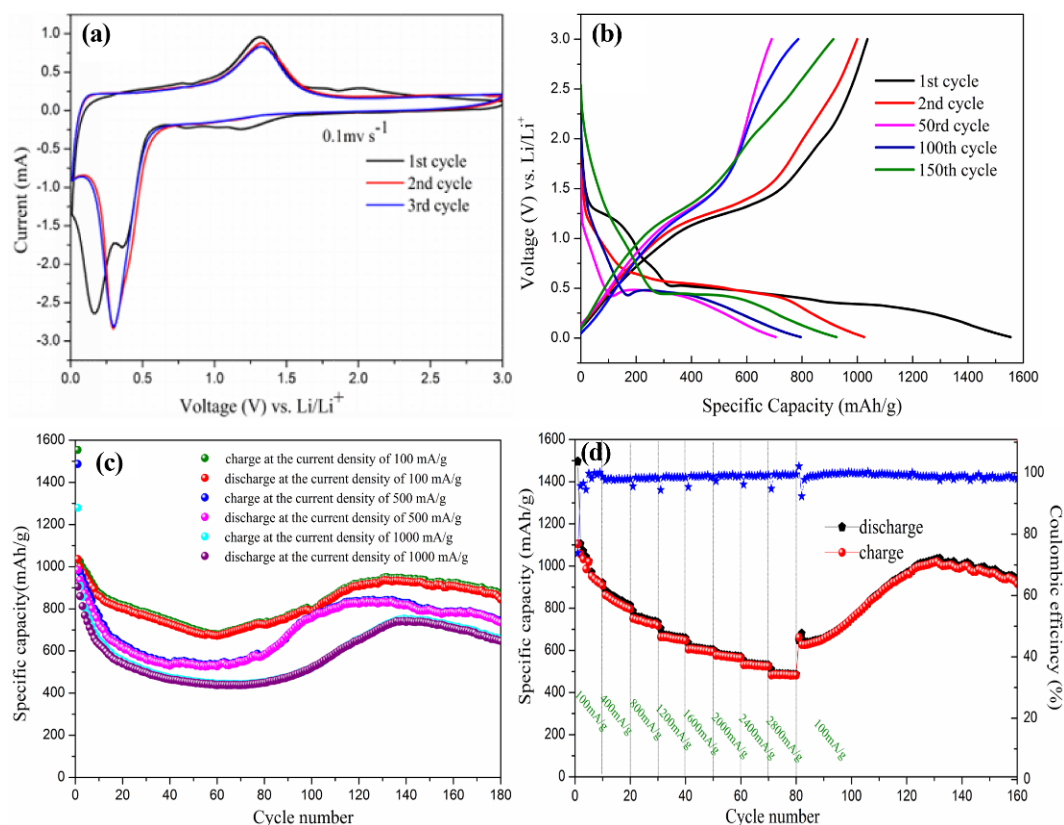 (a)
1.0
0.5
0.0
-0.5
-1.0
-1.5
-2.0
-2.5
-3.0
Current (mA)
0.1mv s⁻¹
1st cycle
2nd cycle
3rd cycle
0.0 0.5 1.0 1.5 2.0 2.5 3.0
Voltage (V) vs. Li/Li⁺
(b)
3.0
2.5
2.0
1.5
1.0
0.5
0.0
Voltage (V) vs. Li/Li⁺
1st cycle
2nd cycle
50rd cycle
100th cycle
150th cycle
0 200 400 600 800 1000 1200 1400 1600
Specific Capacity (mAh/g)
(c)
1600
1400
1200
1000
800
600
400
200
0
Specific capacity(mAh/g)
charge at the current density of 100 mA/g
discharge at the current density of 100 mA/g
charge at the current density of 500 mA/g
discharge at the current density of 500 mA/g
charge at the current density of 1000 mA/g
discharge at the current density of 1000 mA/g
0 20 40 60 80 100 120 140 160 180
Cycle number
(d)
1600
1400
1200
1000
800
600
400
200
0
Specific capacity (mAh/g)
discharge
charge
100mA/g
400mA/g
800mA/g
1200mA/g
1600mA/g
2000mA/g
2400mA/g
2800mA/g
100mA/g
100
80
60
40
20
0
Coulombic efficiency (%)
0 20 40 60 80 100 120 140 160
Cycle number